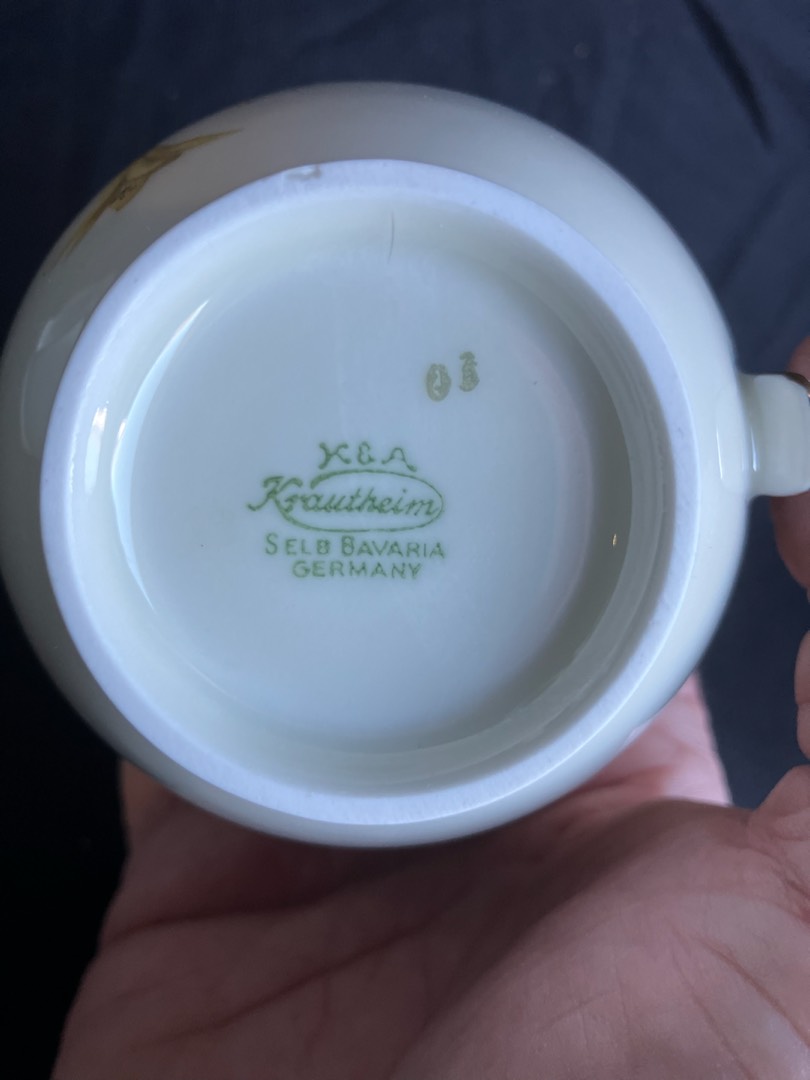 K&A
Krautheim
SELB BAVARIA
GERMANY